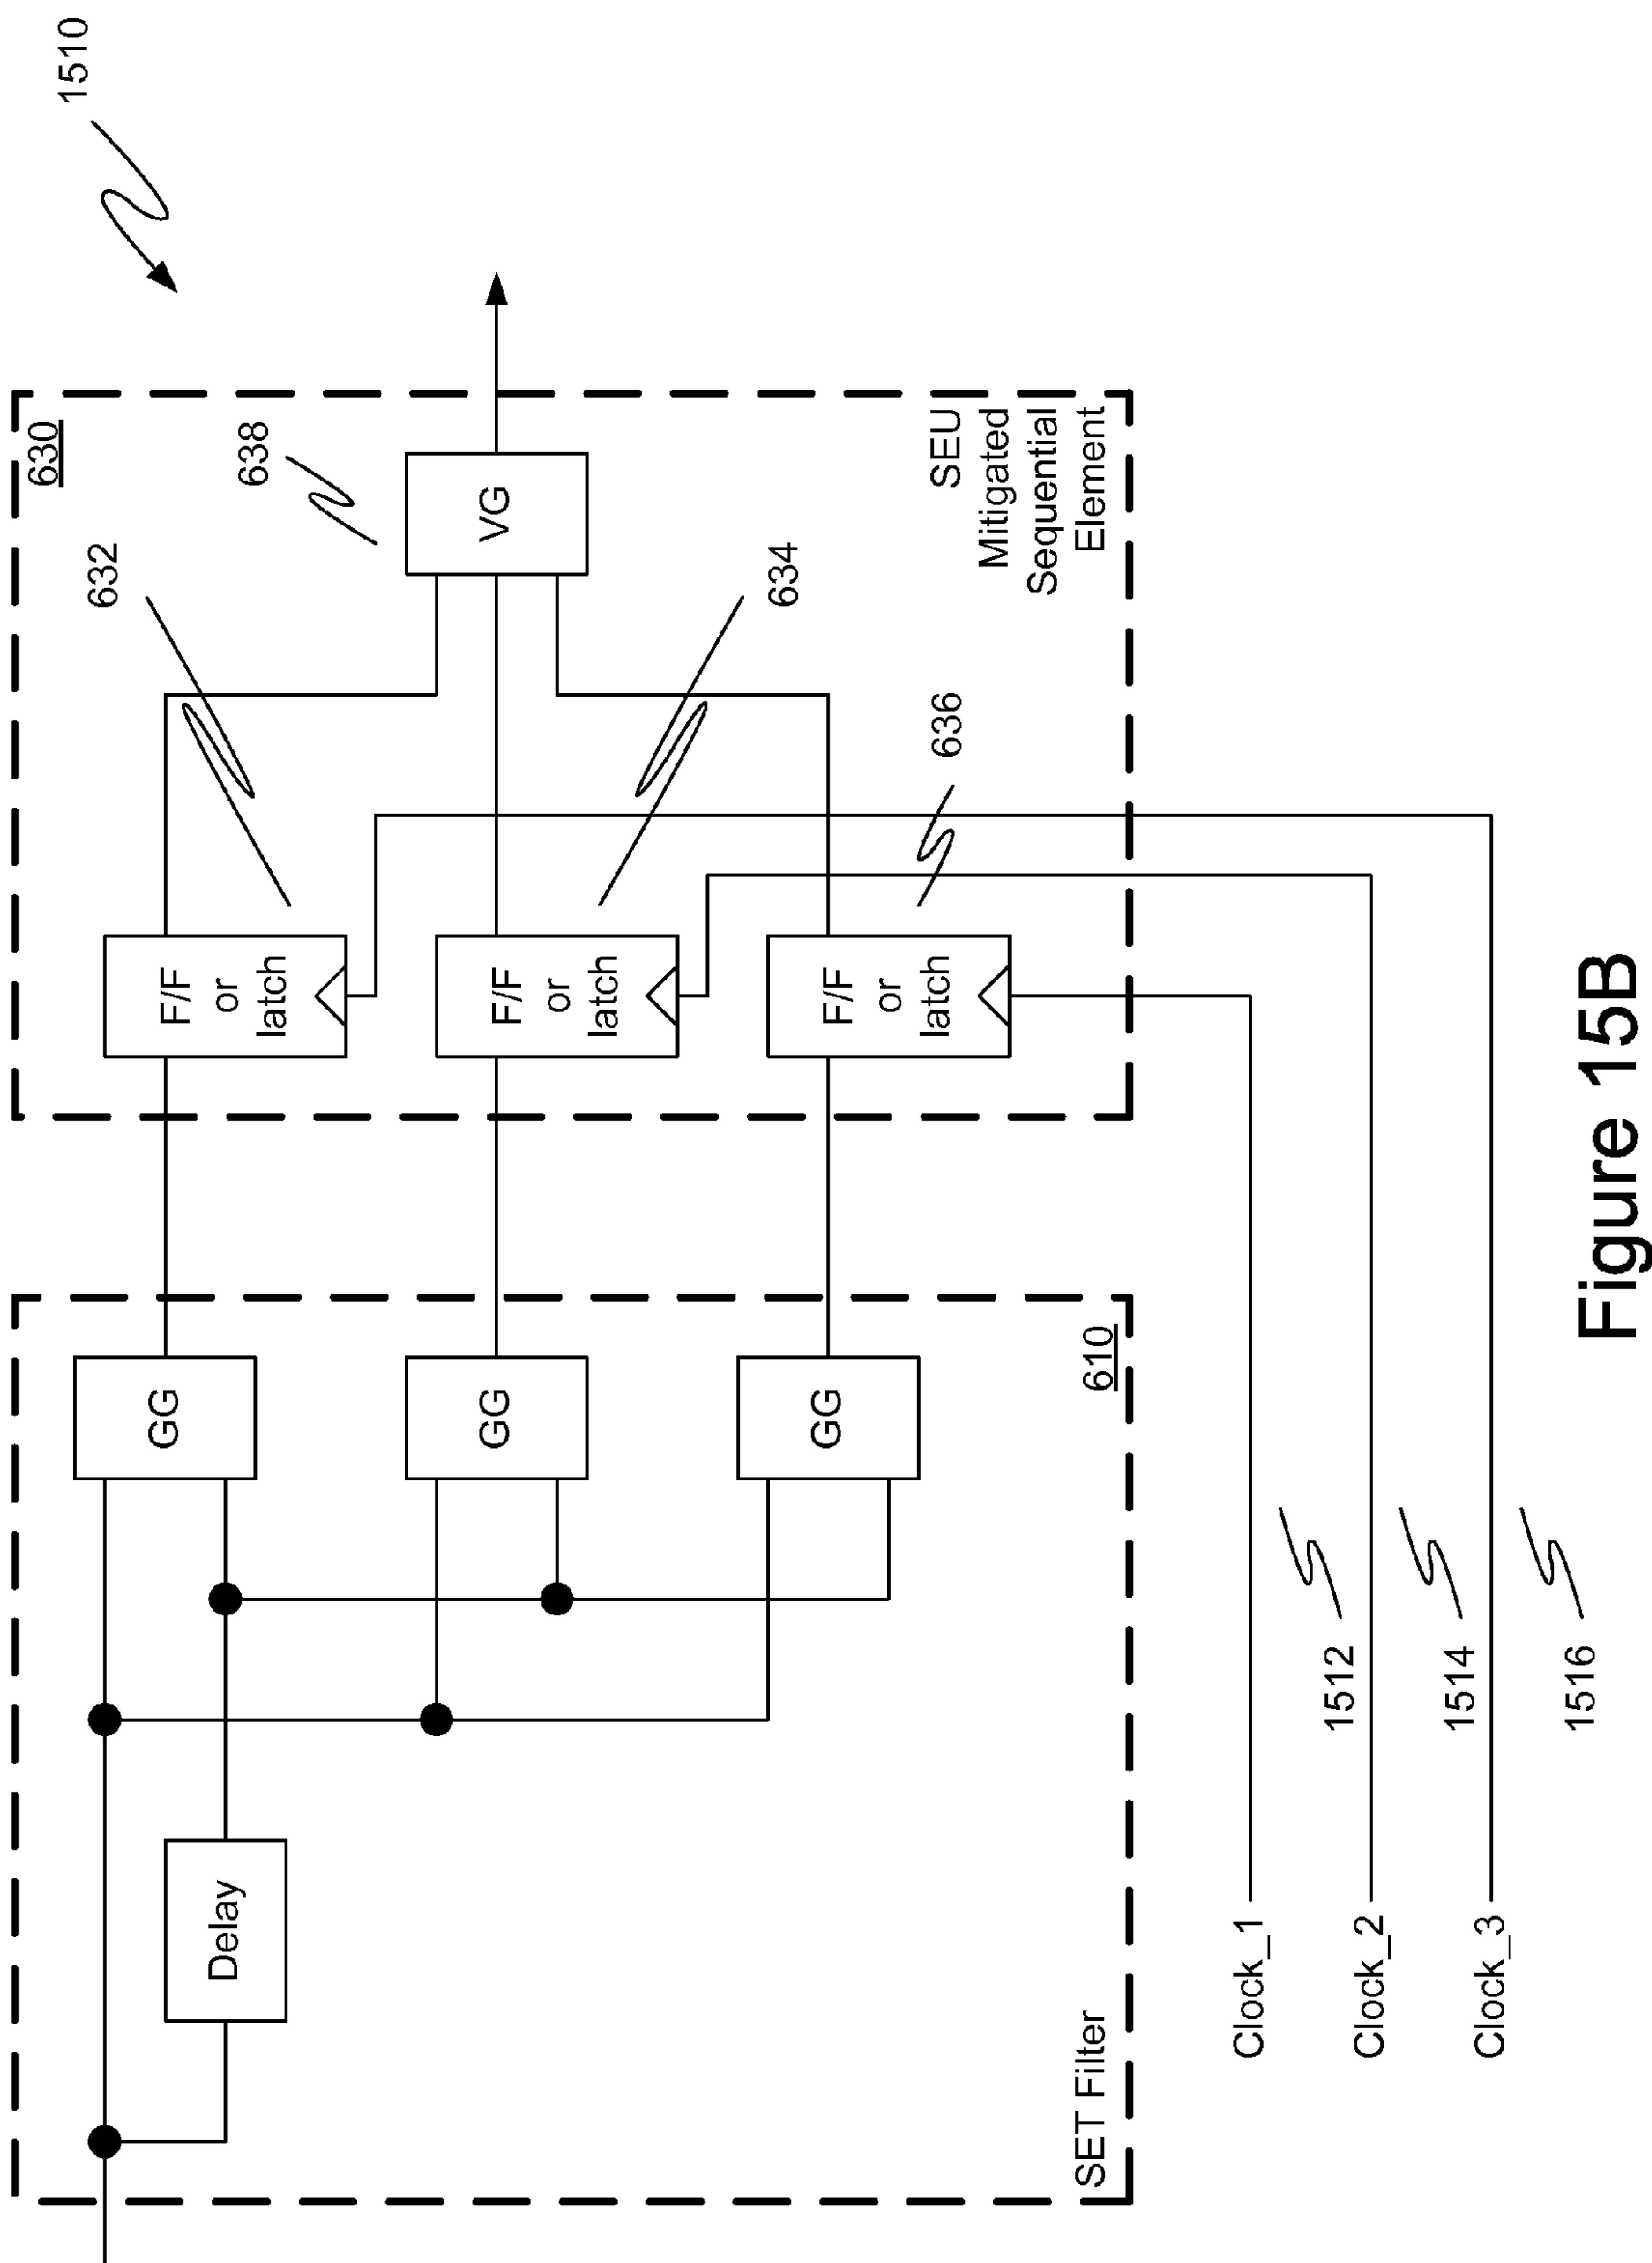 1510
630
638
632
VG
634
636
F/F
or
latch
F/F
or
latch
F/F
or
latch
SEU
Mitigated
Sequential
Element
GG
GG
GG
610
Delay
SET Filter
Clock_1
1512
Clock_2
1514
Clock_3
1516
Figure 15B